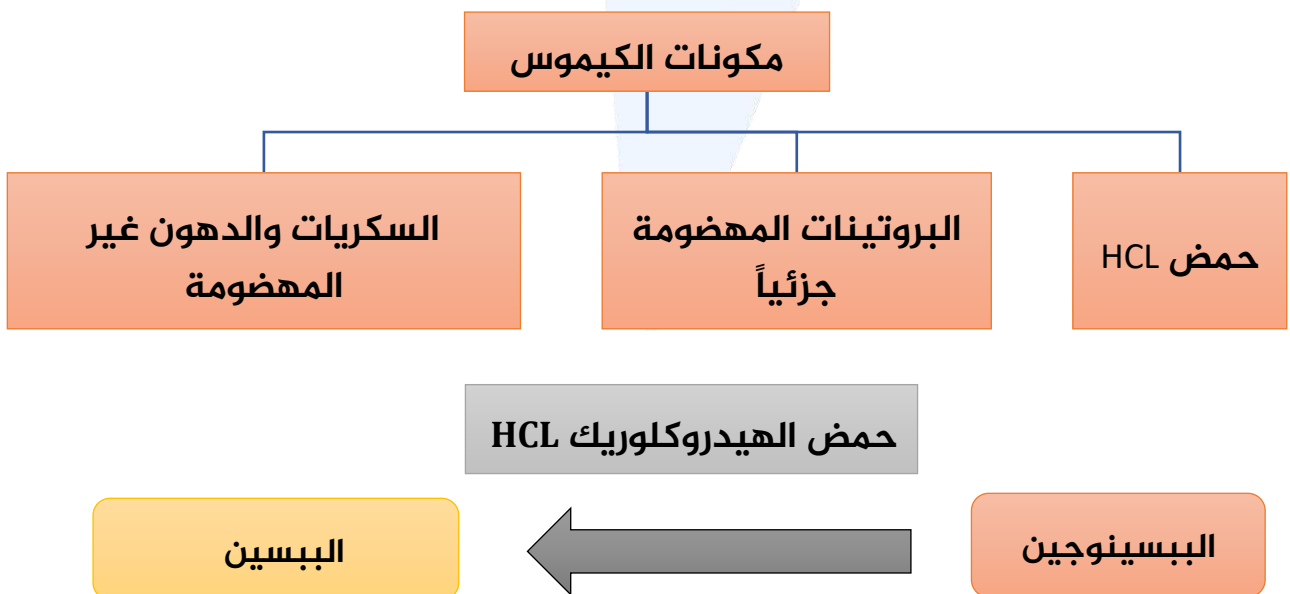 مكونات الكيموس
حمض HCL
البروتينات المهضومة
جزئياً
السكريات والدهون غير
المهضومة
حمض الهيدروكلوريك HCL
الببسينوجين
الببسين